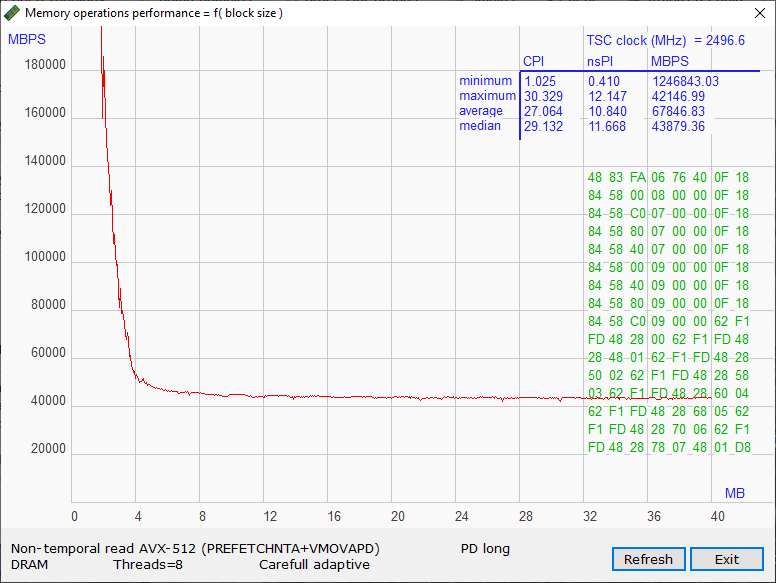 Memory operations performance = f( block size )
MBPS
TSC clock (MHz) = 2496.6
CPI nsPI MBPS
minimum 1.025 0.410 1246843.03
maximum 30.329 12.147 42146.99
average 27.064 10.840 67846.83
median 29.132 11.668 43879.36
180000
160000
140000
120000
100000
80000
60000
40000
20000
48 83 FA 06 76 40 0F 18
84 58 00 08 00 00 0F 18
84 58 C0 07 00 00 0F 18
84 58 80 07 00 00 0F 18
84 58 40 07 00 00 0F 18
84 58 00 09 00 00 0F 18
84 58 40 09 00 00 0F 18
84 58 80 09 00 00 0F 18
84 58 C0 09 00 00 62 F1
FD 48 28 00 62 F1 FD 48
28 48 01 62 F1 FD 48 28
50 02 62 F1 FD 48 28 58
03 62 F1 FD 48 28 60 04
62 F1 FD 48 28 68 05 62
F1 FD 48 28 70 06 62 F1
FD 48 28 78 07 48 01 D8
MB
0 4 8 12 16 20 24 28 32 36 40
Non-temporal read AVX-512 (PREFETCHNTA+VMOVAPD) PD long
DRAM Threads=8 Carefull adaptive
Refresh Exit